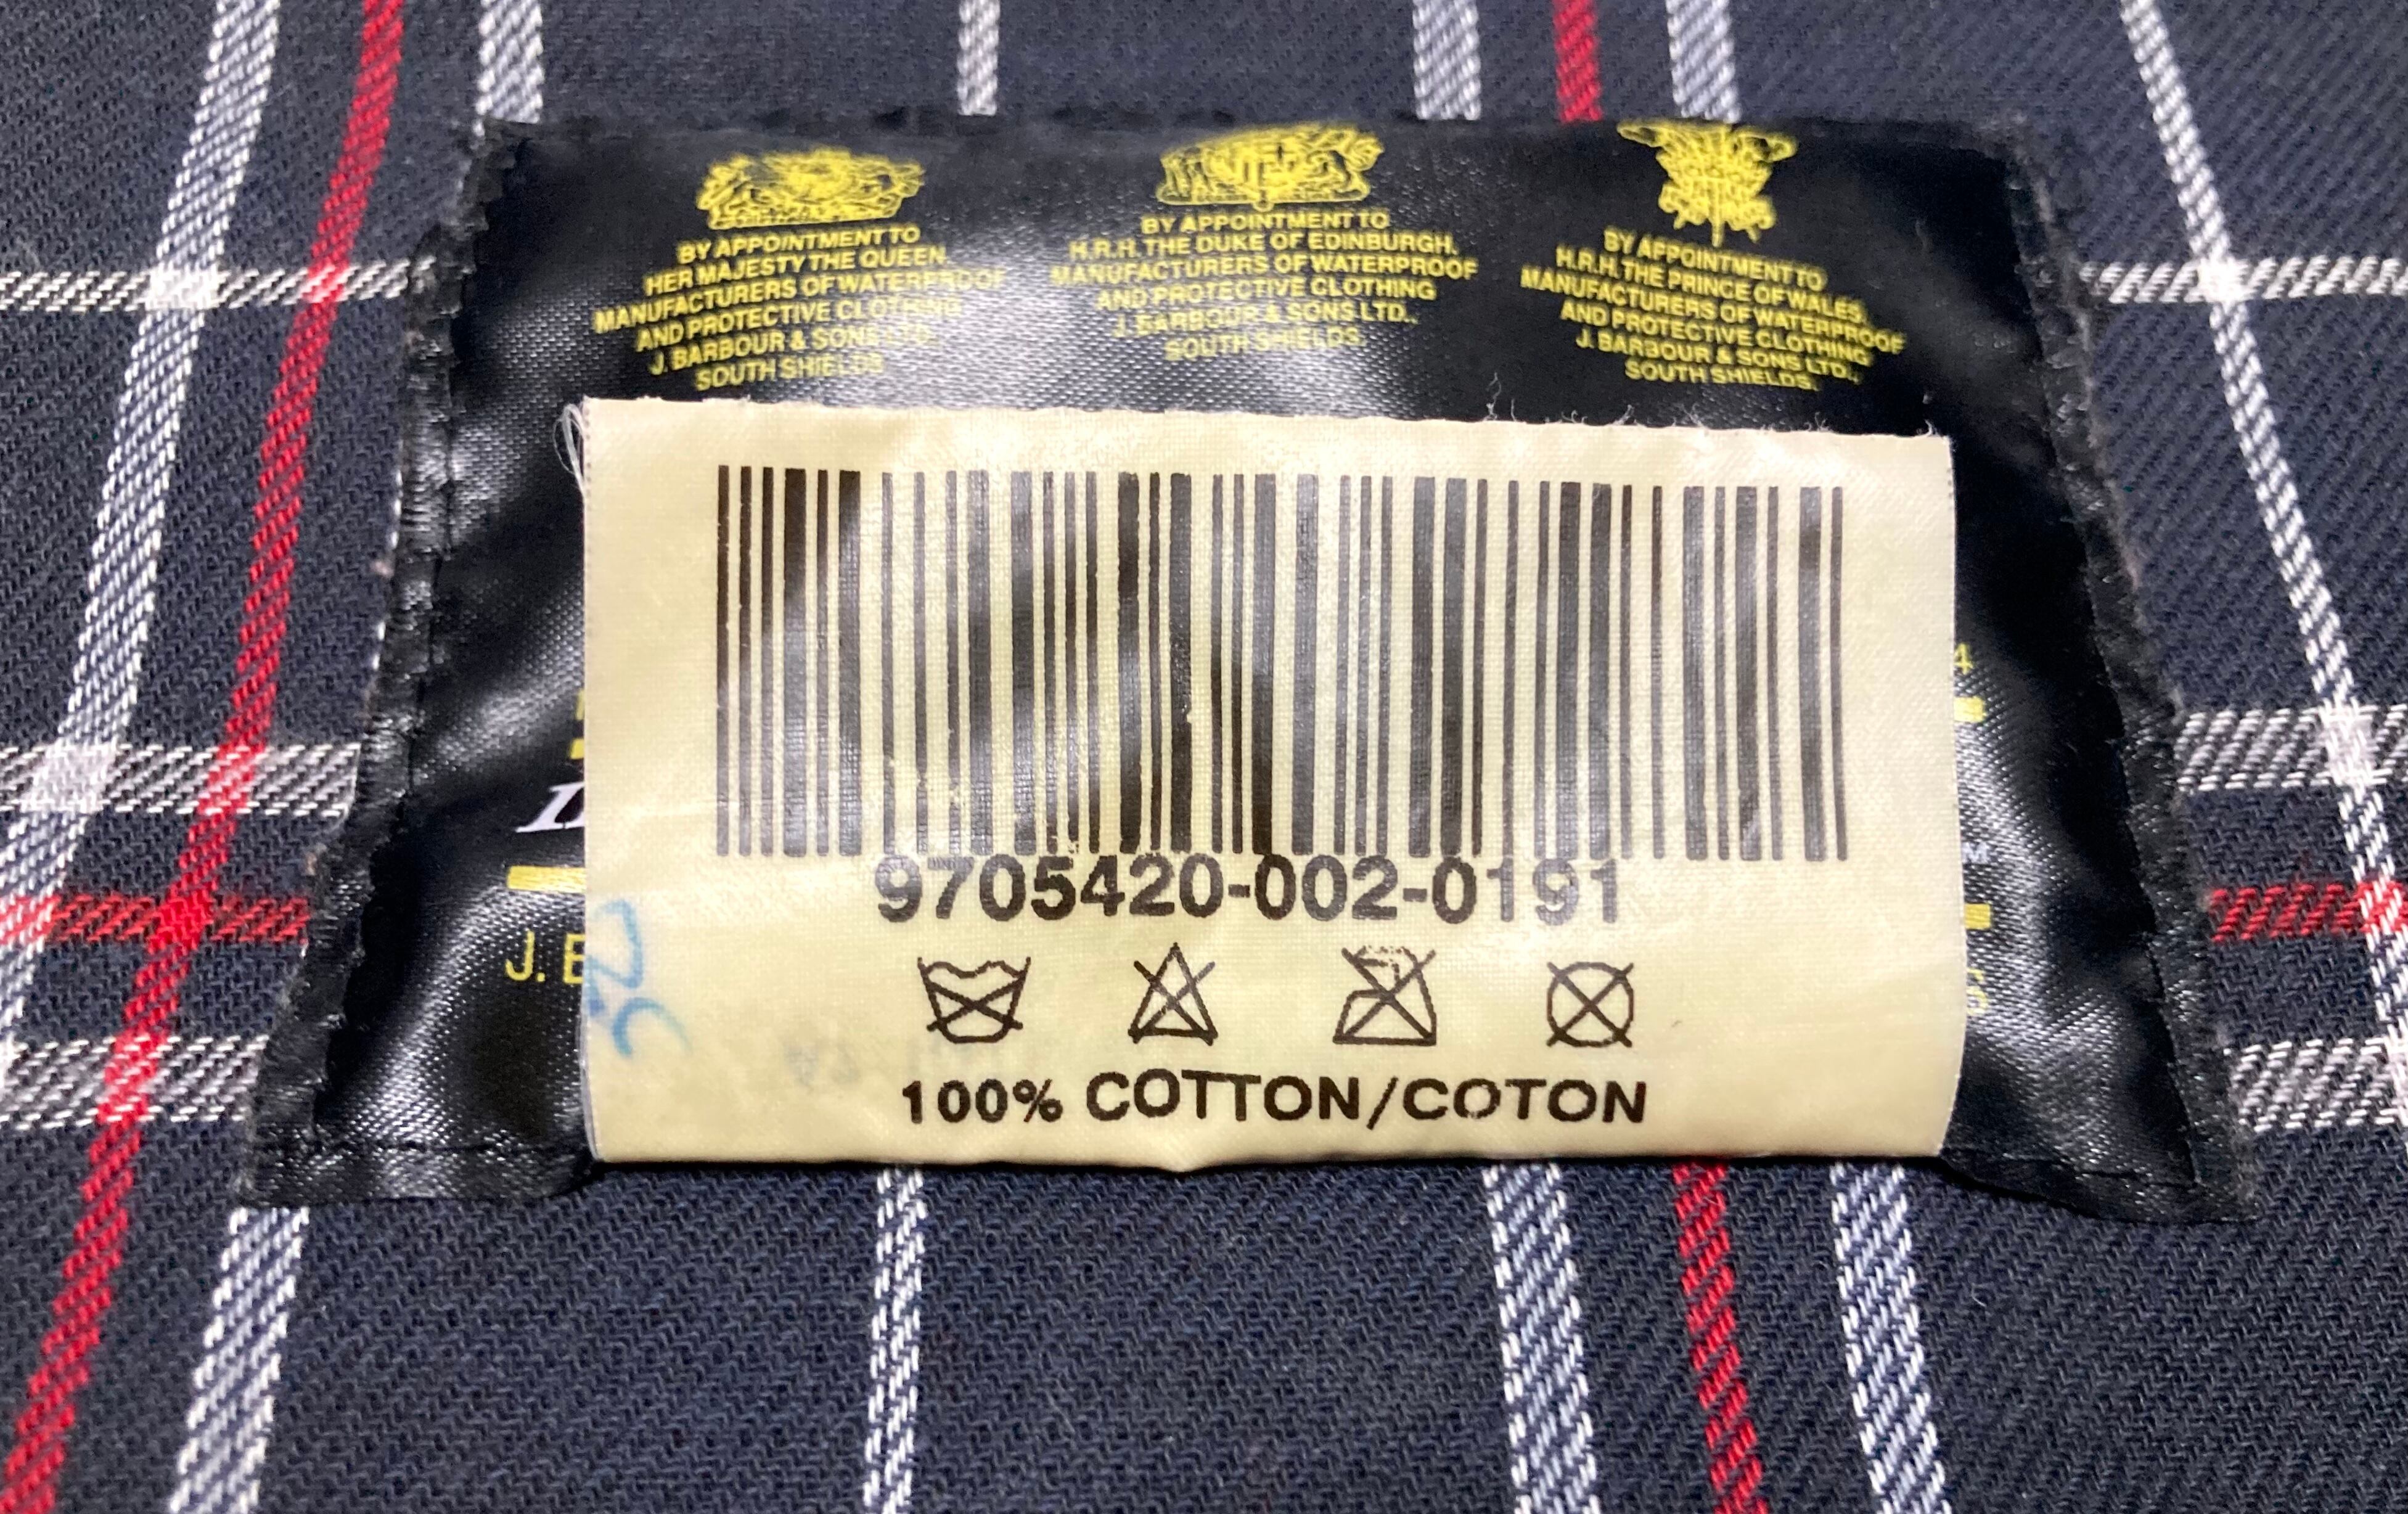 BY APPOINTMENT TO
HER MAJESTY THE QUEEN
MANUFACTURERS OF WATERPROOF
AND PROTECTIVE CLOTHING
J. BARBOUR & SONS LTD.
SOUTH SHIELDS
BY APPOINTMENT TO
H.R.H. THE DUKE OF EDINBURGH.
MANUFACTURERS OF WATERPROOF
AND PROTECTIVE CLOTHING
J. BARBOUR & SONS LTD.,
SOUTH SHIELDS.
BY APPOINTMENT TO
H.R.H. THE PRINCE OF WALES,
MANUFACTURERS OF WATERPROOF
AND PROTECTIVE CLOTHING
J. BARBOUR & SONS LTD.,
SOUTH SHIELDS.
4
9705420-002-0191
J.
100% COTTON/COTON